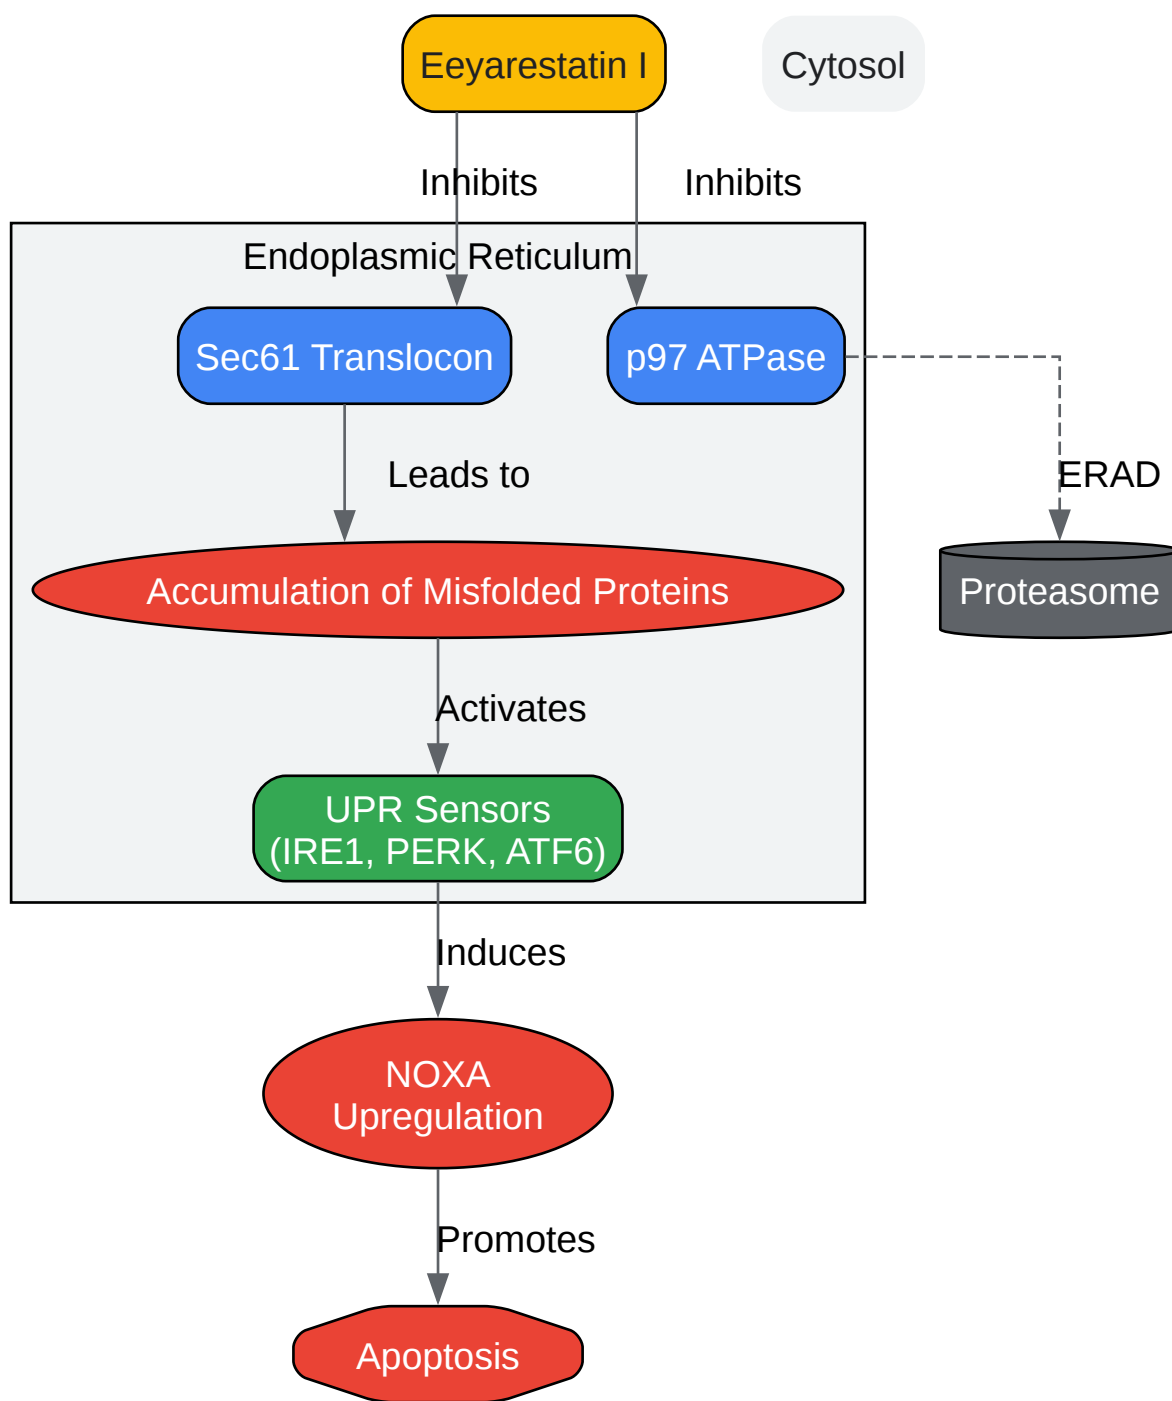 Eeyarestatin I
Cytosol
Inhibits
Inhibits
Endoplasmic Reticulum
Sec61 Translocon
p97 ATPase
Leads to
ERAD
Accumulation of Misfolded Proteins
Proteasome
Activates
UPR Sensors
(IRE1, PERK, ATF6)
Induces
NOXA
Upregulation
Promotes
Apoptosis